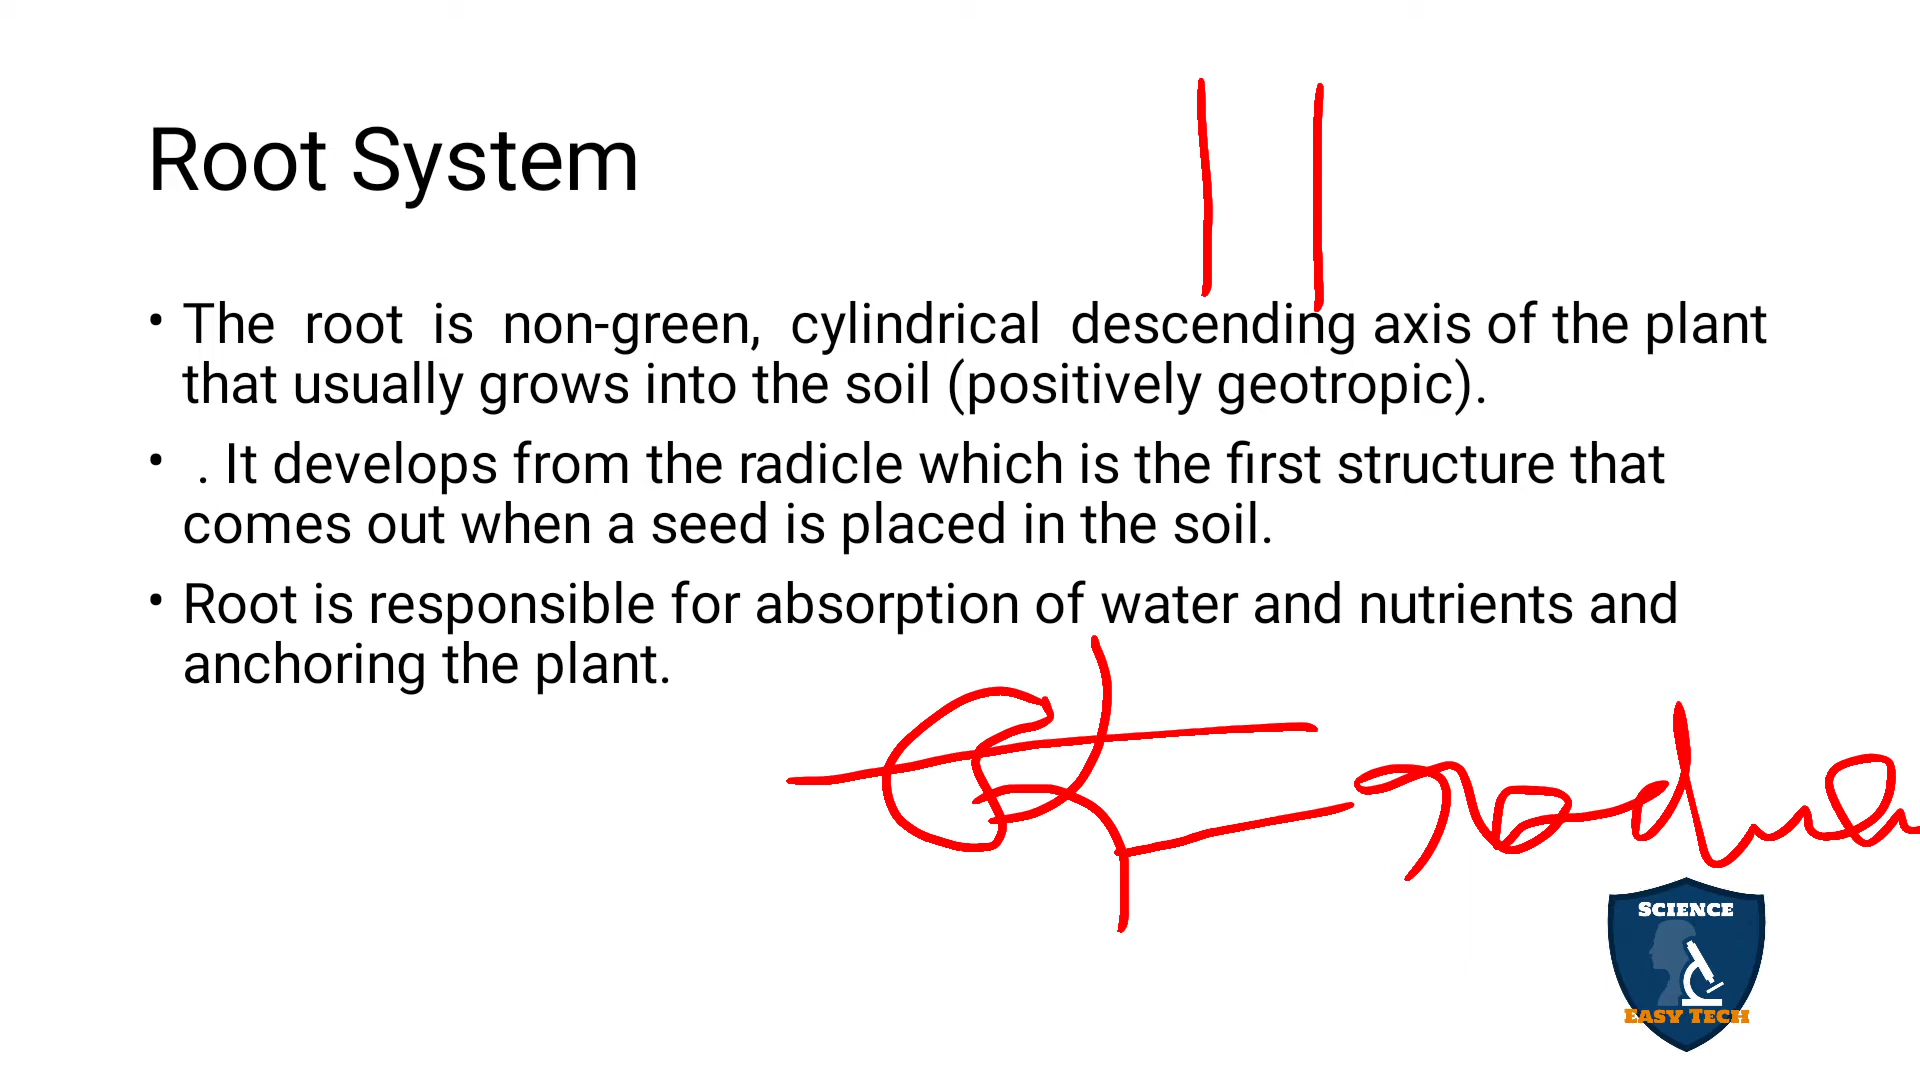 Root System
• The root is non-green, cylindrical descending axis of the plant
that usually grows into the soil (positively geotropic).
• . It develops from the radicle which is the first structure that
comes out when a seed is placed in the soil.
• Root is responsible for absorption of water and nutrients and
anchoring the plant.
SCIENCE
EASY TECH